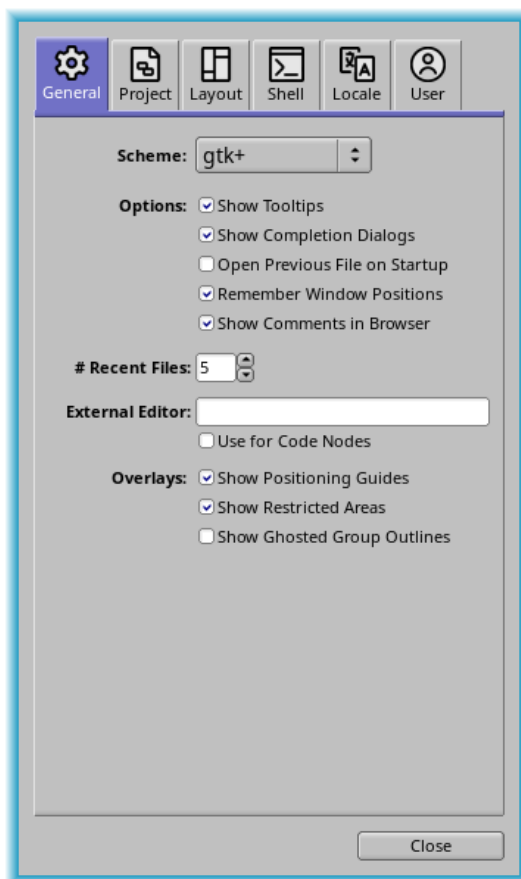 General Project Layout Shell Locale User
Scheme: gtk+
Options: Show Tooltips
Show Completion Dialogs
Open Previous File on Startup
Remember Window Positions
Show Comments in Browser
# Recent Files: 5
External Editor:
Use for Code Nodes
Overlays: Show Positioning Guides
Show Restricted Areas
Show Ghosted Group Outlines
Close